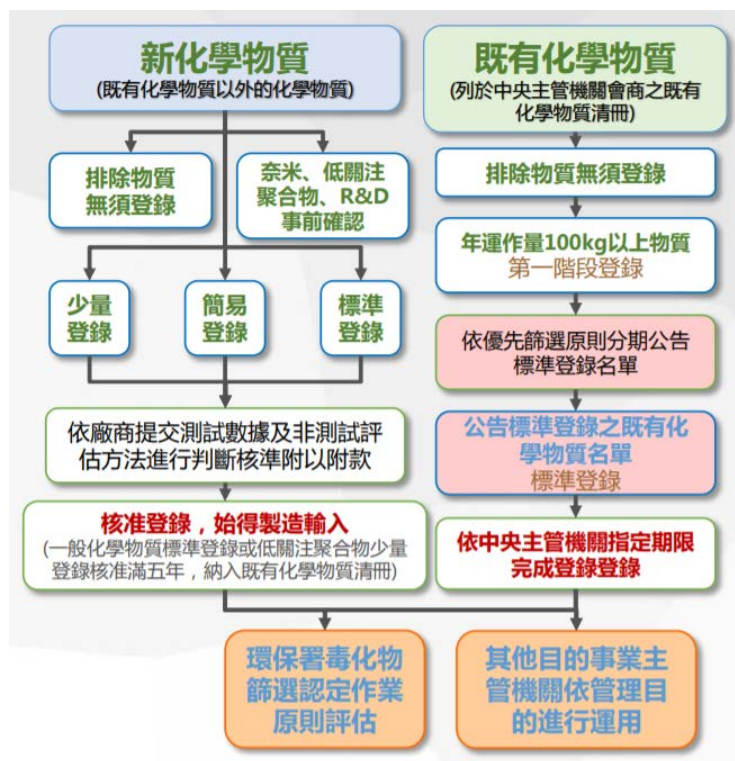 新化學物質
(既有化學物質以外的化學物質)
排除物質
無須登錄
奈米、低關注
聚合物、R&D
事前確認
少量
登錄
簡易
登錄
標準
登錄
依廠商提交測試數據及非測試評
估方法進行判斷核準附以附款
核准登錄，始得製造輸入
(一般化學物質標準登錄或低關注聚合物少量
登錄核准滿五年，納入既有化學物質清冊)
既有化學物質
(列於中央主管機關會商之既有
化學物質清冊)
排除物質無須登錄
年運作量100kg以上物質
第一階段登錄
依優先篩選原則分期公告
標準登錄名單
公告標準登錄之既有化
學物質名單
標準登錄
依中央主管機關指定期限
完成登錄登錄
環保署毒化物
篩選認定作業
原則評估
其他目的事業主
管機關依管理目
的進行運用